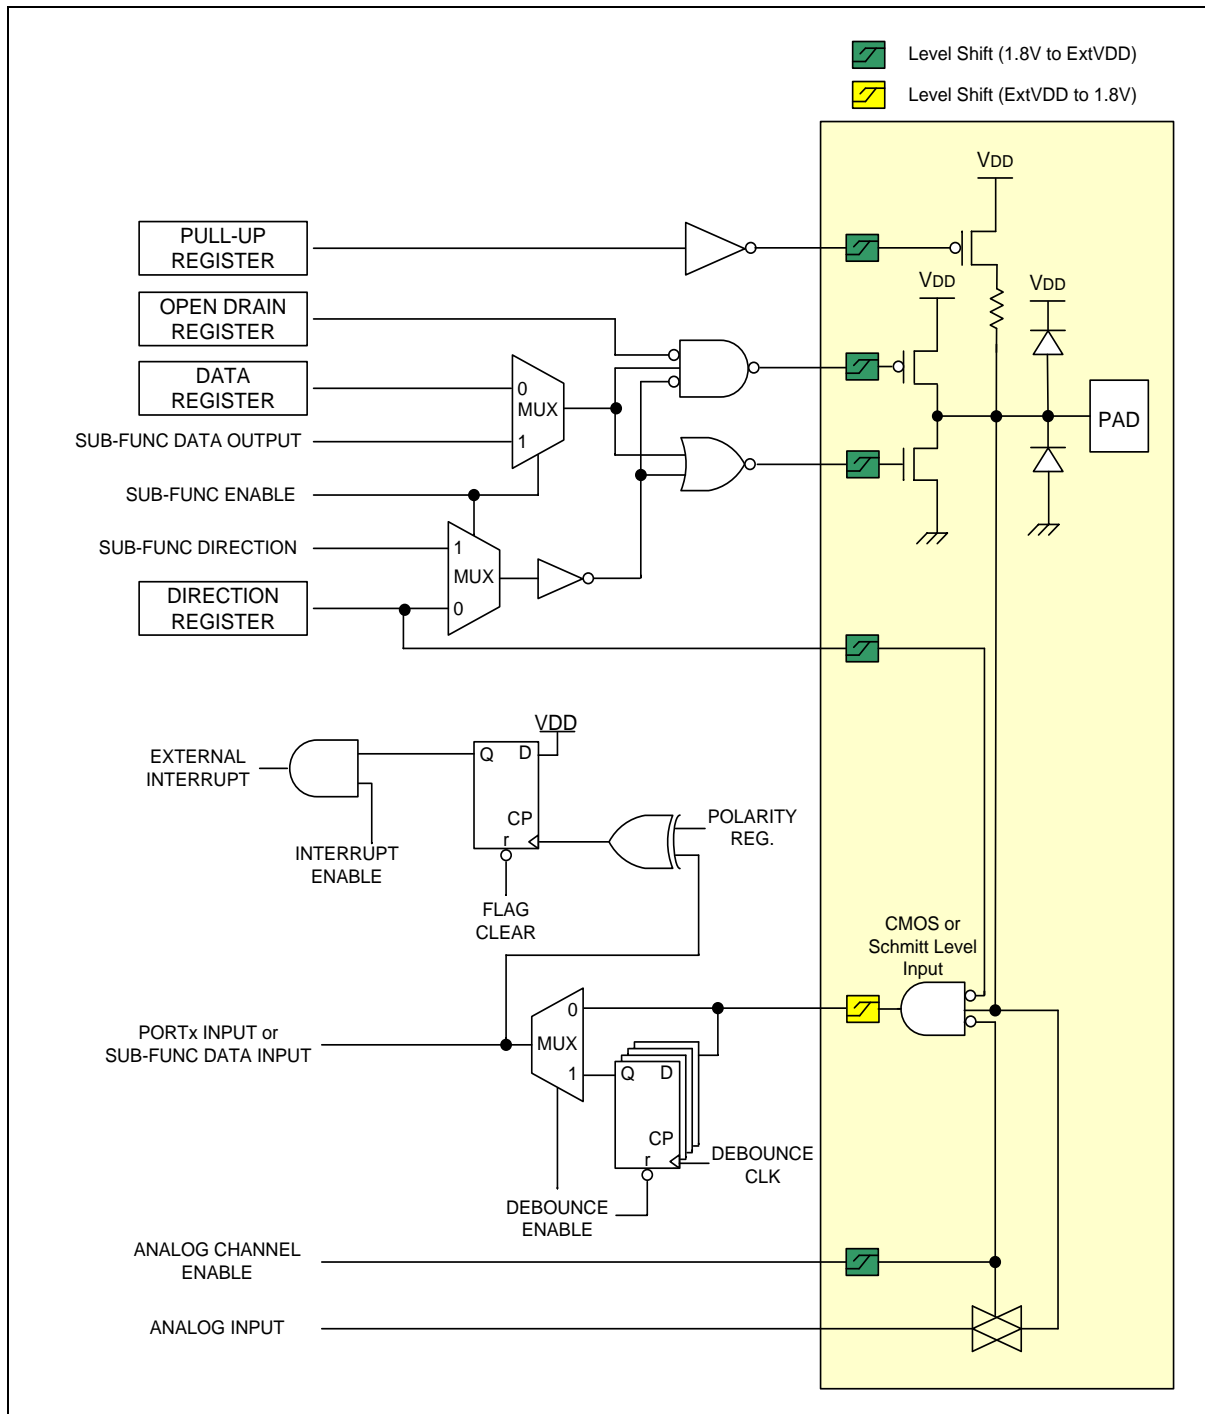 Level Shift (1.8V to ExtVDD)
Level Shift (ExtVDD to 1.8V)
VDD
PULL-UP
REGISTER
VDD
VDD
OPEN DRAIN
REGISTER
DATA
REGISTER
0
MUX
1
PAD
SUB-FUNC DATA OUTPUT
SUB-FUNC ENABLE
SUB-FUNC DIRECTION
1
MUX
0
DIRECTION
REGISTER
VDD
Q D
CP
r
EXTERNAL
INTERRUPT
POLARITY
REG.
INTERRUPT
ENABLE
FLAG
CLEAR
CMOS or
Schmitt Level
Input
0
MUX
1
PORTx INPUT or
SUB-FUNC DATA INPUT
Q D
CP
r
DEBOUNCE
CLK
DEBOUNCE
ENABLE
ANALOG CHANNEL
ENABLE
ANALOG INPUT